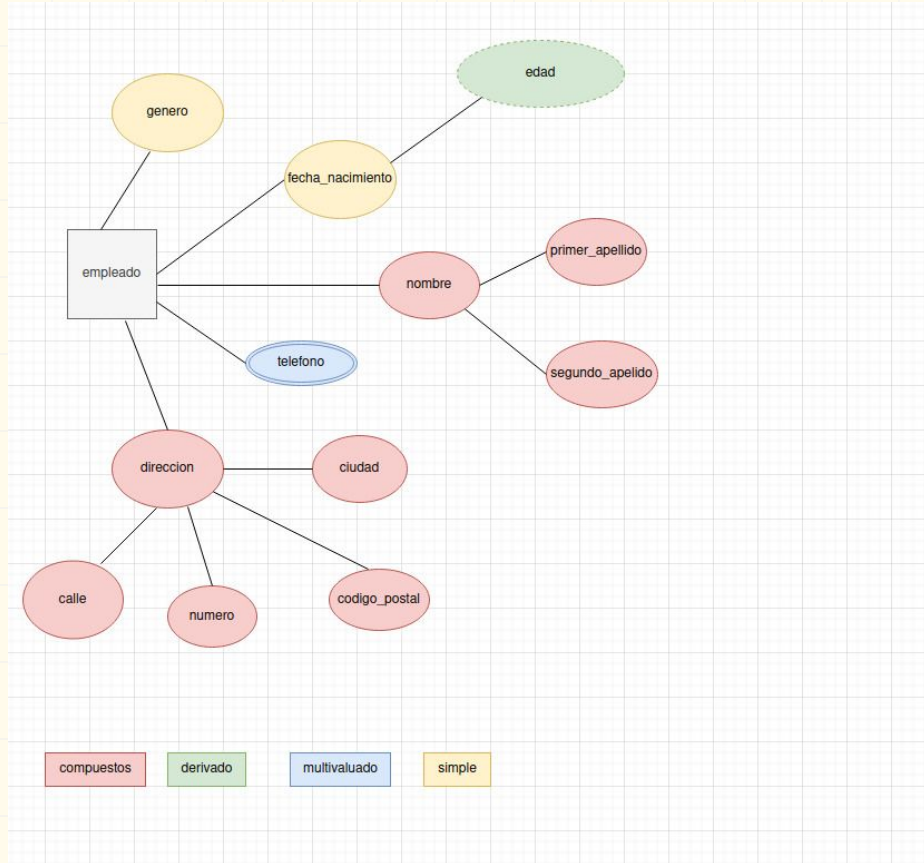 edad
genero
fecha_nacimiento
primer_apellido
empleado
nombre
telefono
segundo_apelido
direccion
ciudad
calle
numero
codigo_postal
compuestos
derivado
multivaluado
simple